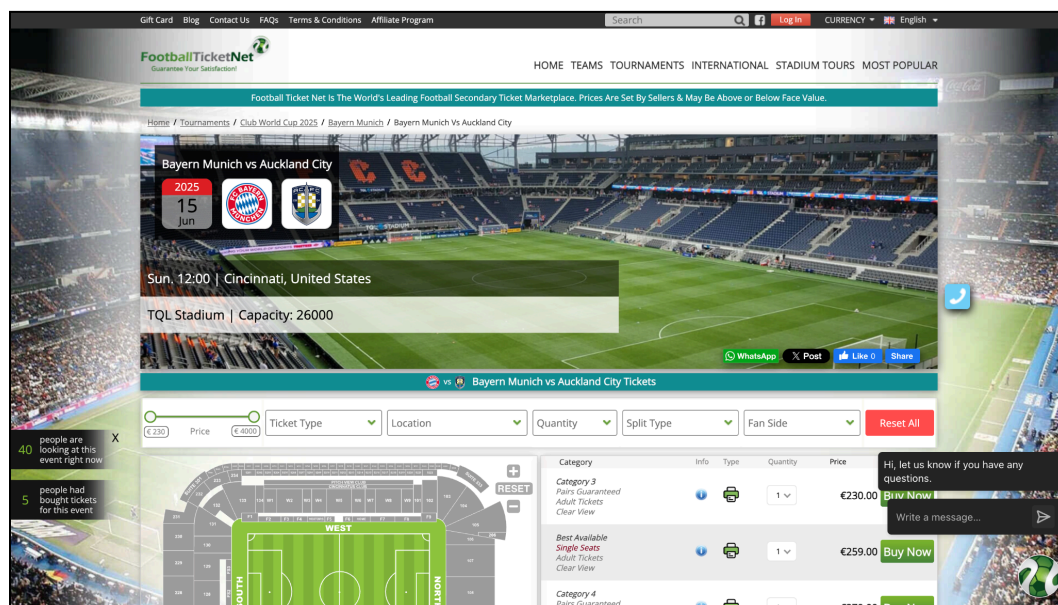 Gift Card Blog Contact Us FAQs Terms & Conditions Affiliate Program Search Log In CURRENCY English
FootballTicketNet
Guarantee Your Satisfaction!
HOME TEAMS TOURNAMENTS INTERNATIONAL STADIUM TOURS MOST POPULAR
Football Ticket Net Is The World's Leading Football Secondary Ticket Marketplace. Prices Are Set By Sellers & May Be Above or Below Face Value.
Home / Tournaments / Club World Cup 2025 / Bayern Munich / Bayern Munich Vs Auckland City
Bayern Munich vs Auckland City
2025
15
Jun
TQL STADIUM
Sun. 12:00 | Cincinnati, United States
TQL Stadium | Capacity: 26000
WhatsApp Post Like 0 Share
vs Bayern Munich vs Auckland City Tickets
€ 230 Price € 4000 Ticket Type Location Quantity Split Type Fan Side Reset All
X
40 people are looking at this event right now
5 people had bought tickets for this event
RESET
WEST
SOUTH
NORTH
Category Info Type Quantity Price
Category 3
Pairs Guaranteed
Adult Tickets
Clear View
1 €230.00 Buy Now
Best Available
Single Seats
Adult Tickets
Clear View
1 €259.00 Buy Now
Category 4
Pairs Guaranteed
Hi, let us know if you have any questions.
Write a message...